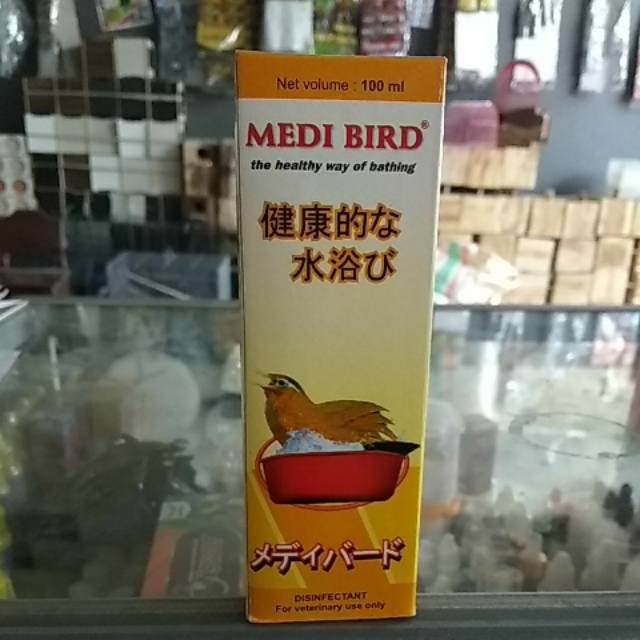 Net volume : 100 ml
MEDI BIRD®
the healthy way of bathing
健康的な
水浴び
メディバード
DISINFECTANT
For veterinary use only